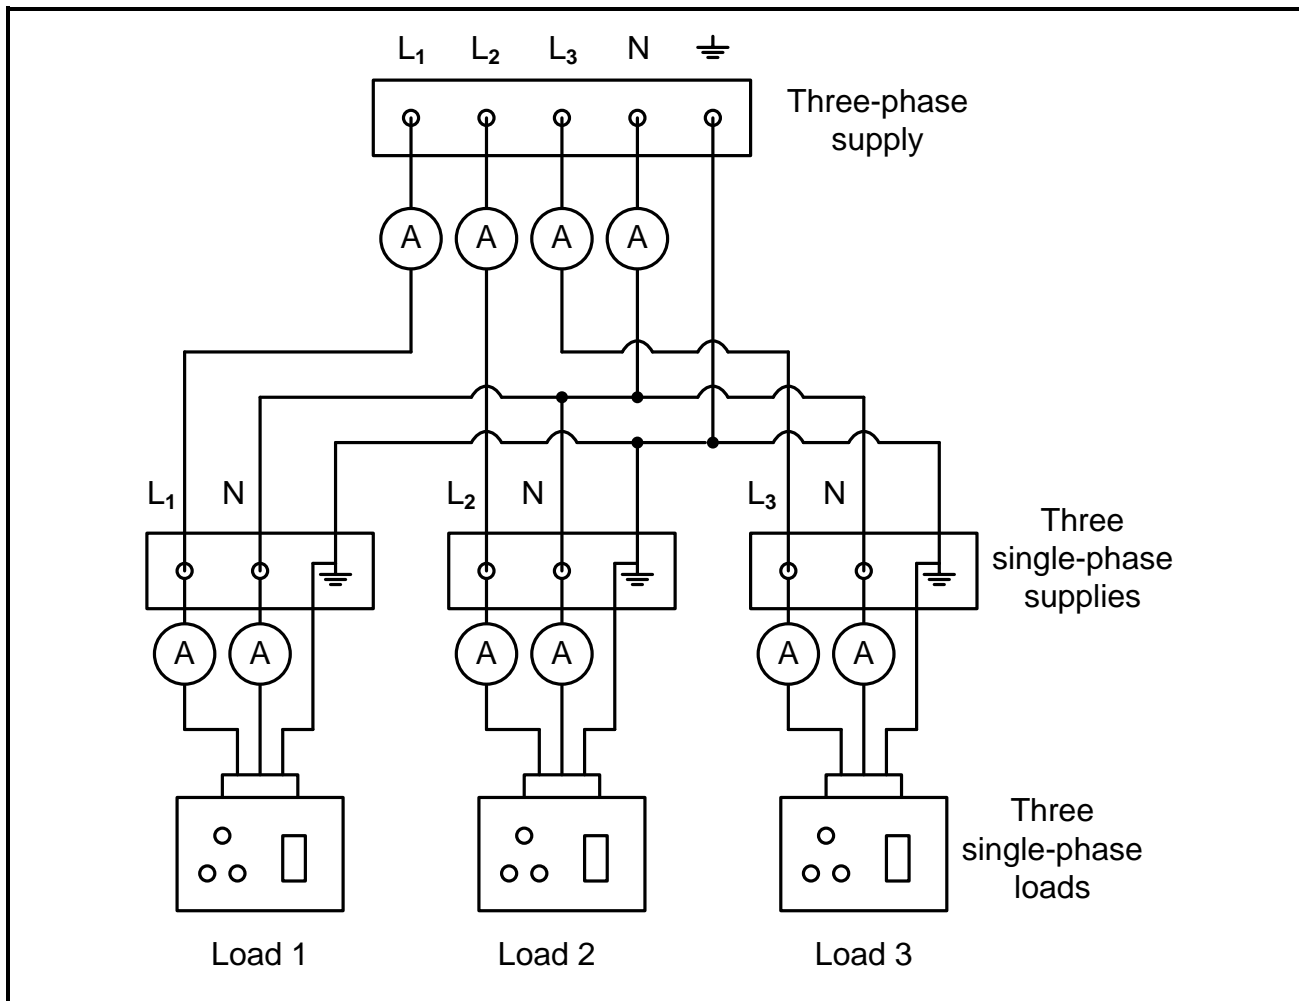 L1 L2 L3 N
Three-phase
supply
A A A A
L1 N L2 N L3 N
Three
single-phase
supplies
A A A A A A
Three
single-phase
loads
Load 1 Load 2 Load 3